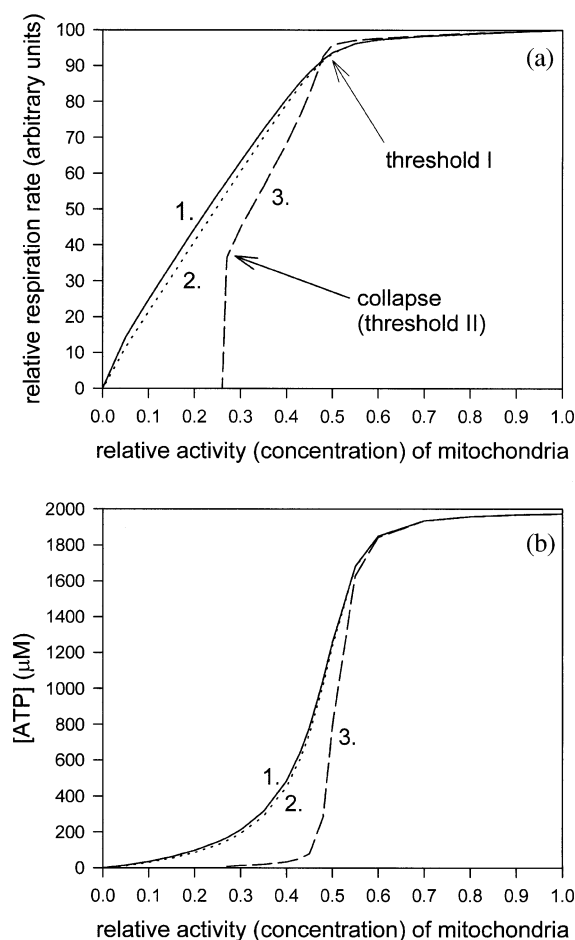 100
90
80
70
60
50
40
30
20
10
0
relative respiration rate (arbitrary units)
(a)
threshold I
1.
2.
3.
collapse
(threshold II)
0.0 0.1 0.2 0.3 0.4 0.5 0.6 0.7 0.8 0.9 1.0
relative activity (concentration) of mitochondria
2000
1800
1600
1400
1200
1000
800
600
400
200
0
[ATP] (μM)
(b)
1.
2.
3.
0.0 0.1 0.2 0.3 0.4 0.5 0.6 0.7 0.8 0.9 1.0
relative activity (concentration) of mitochondria